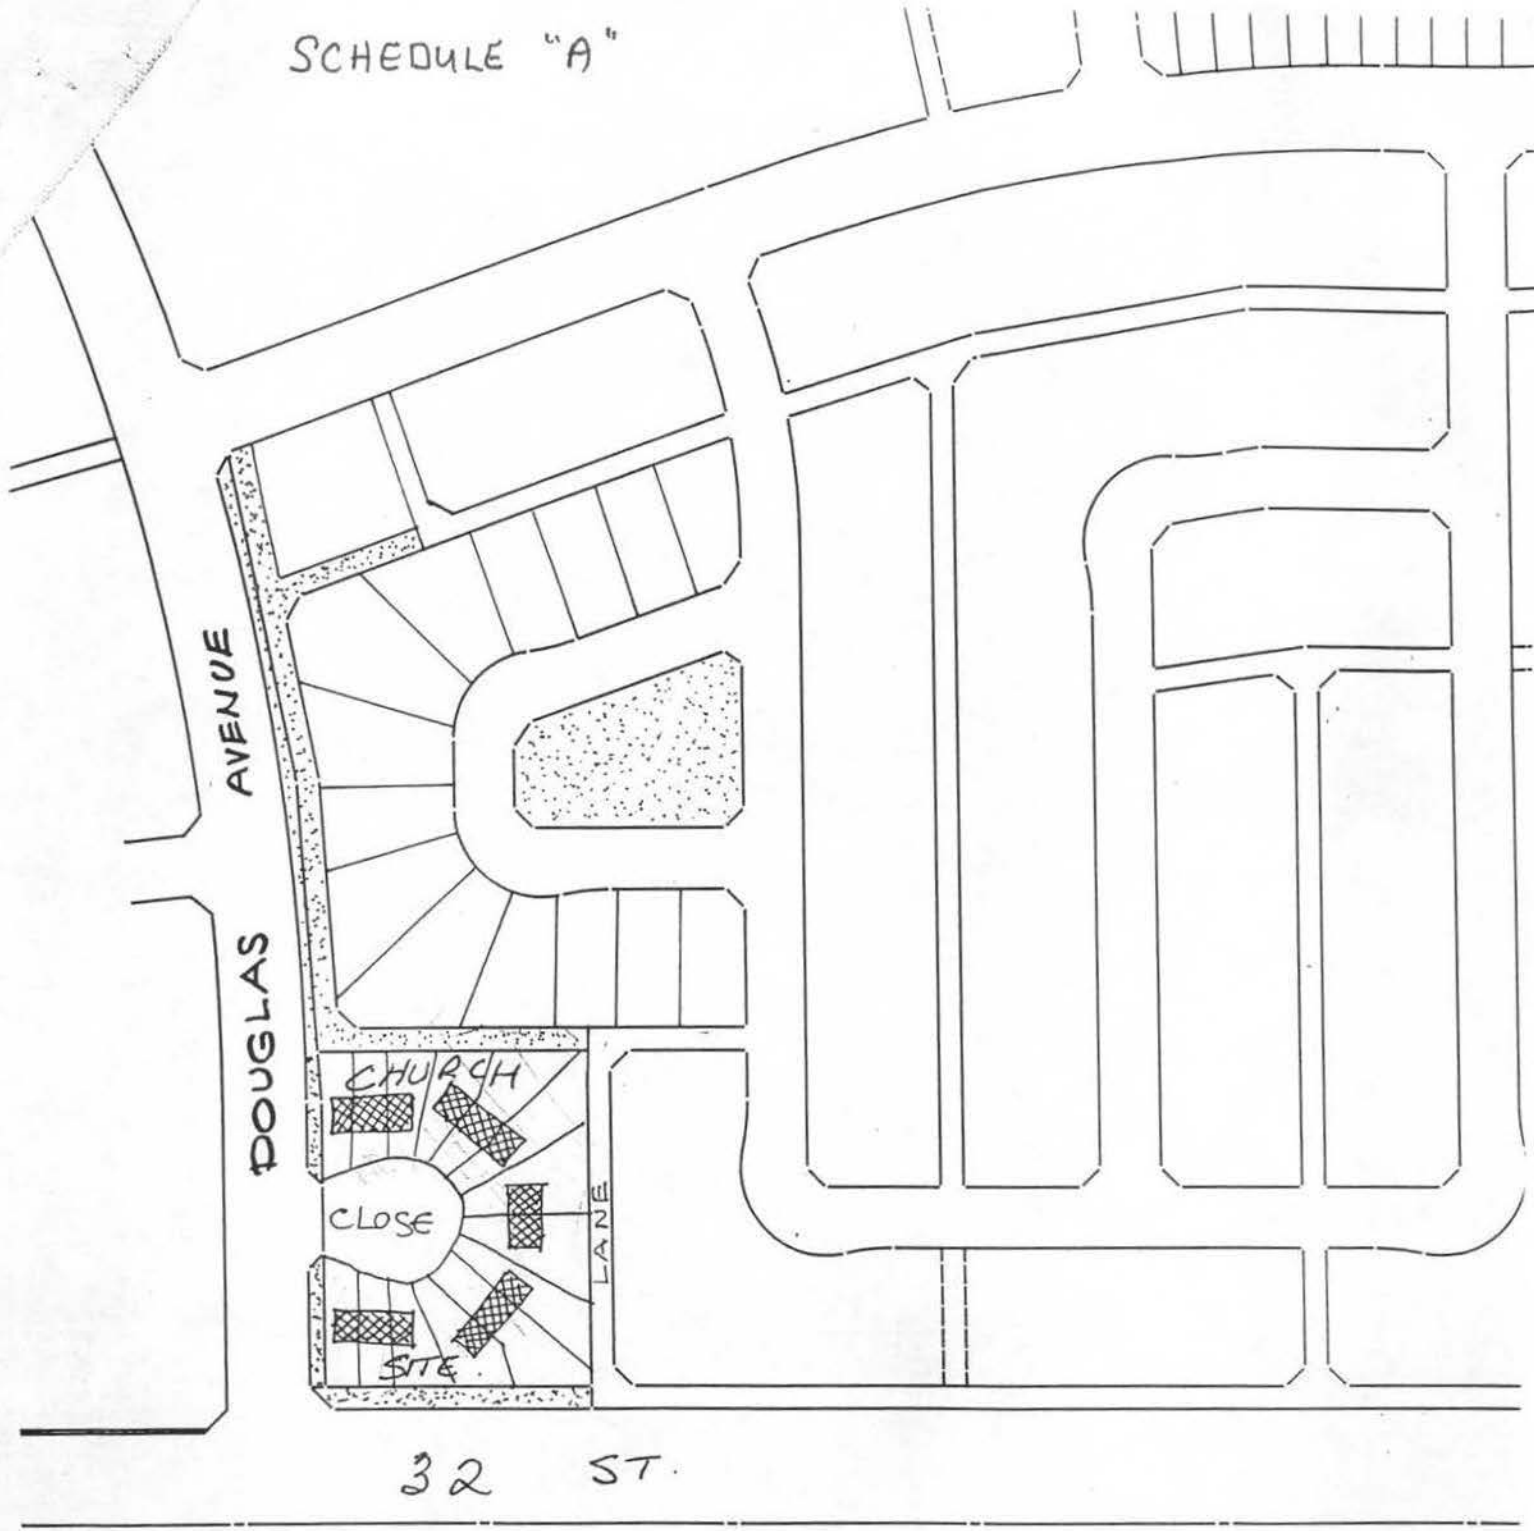 SCHEDULE "A"
DOUGLAS AVENUE
CHURCH
CLOSE
LANE
SITE
32 ST.